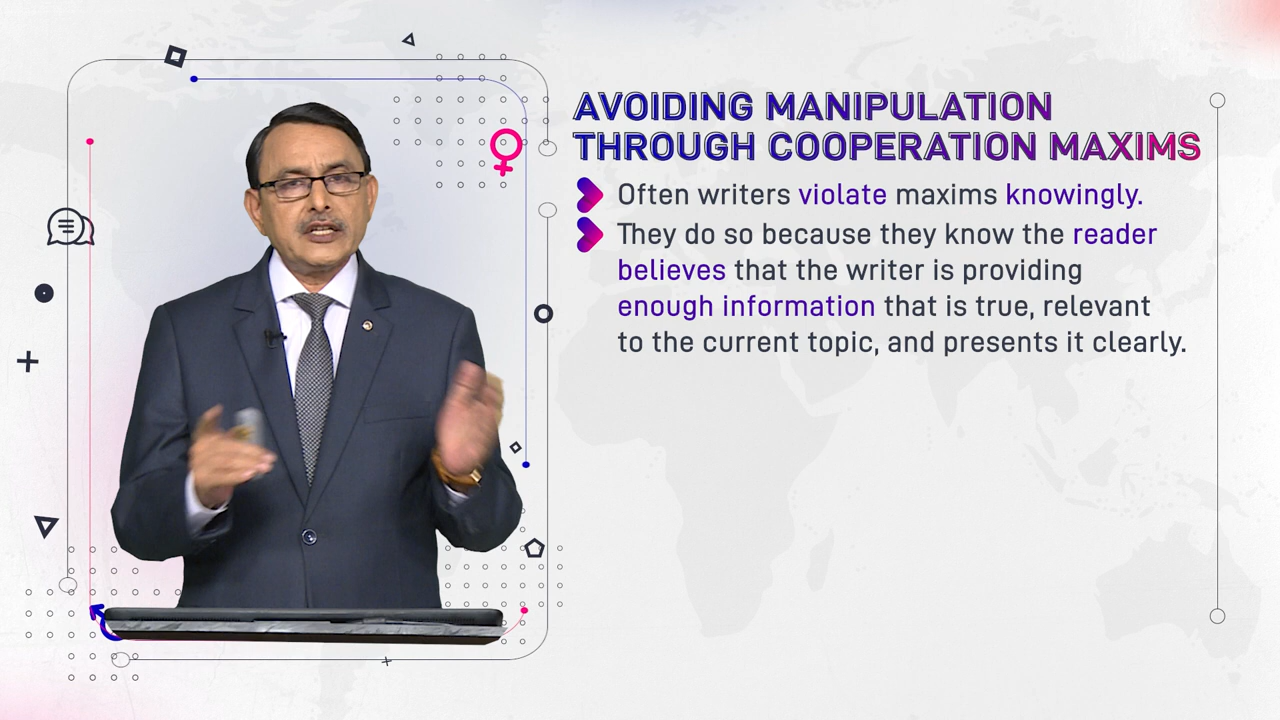 AVOIDING MANIPULATION
THROUGH COOPERATION MAXIMS
Often writers violate maxims knowingly.
They do so because they know the reader
believes that the writer is providing
enough information that is true, relevant
to the current topic, and presents it clearly.